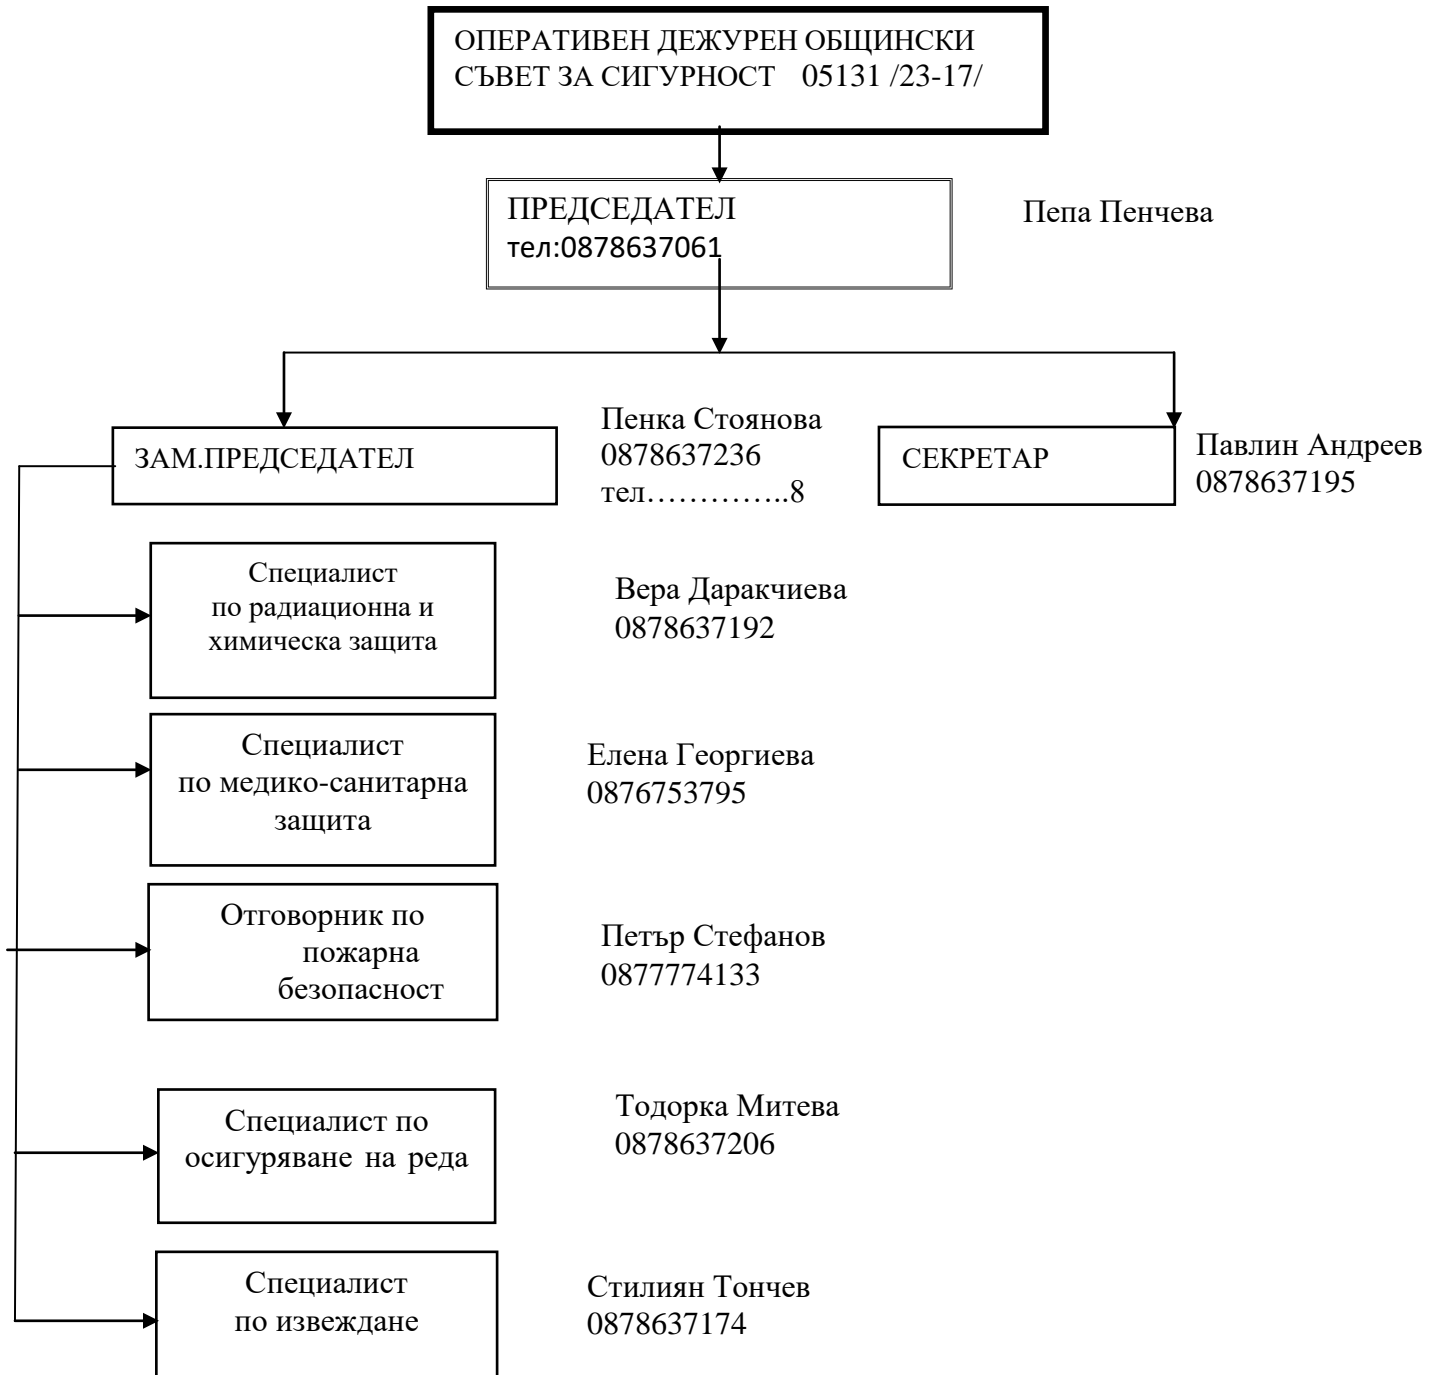 ОПЕРАТИВЕН ДЕЖУРЕН ОБЩИНСКИ
СЪВЕТ ЗА СИГУРНОСТ 05131 /23-17/
ПРЕДСЕДАТЕЛ
тел:0878637061
Пепа Пенчева
ЗАМ.ПРЕДСЕДАТЕЛ
Пенка Стоянова
0878637236
тел…………..8
СЕКРЕТАР
Павлин Андреев
0878637195
Специалист
по радиационна и
химическа защита
Вера Даракчиева
0878637192
Специалист
по медико-санитарна
защита
Елена Георгиева
0876753795
Отговорник по
пожарна
безопасност
Петър Стефанов
0877774133
Специалист по
осигуряване на реда
Тодорка Митева
0878637206
Специалист
по извеждане
Стилиян Тончев
0878637174